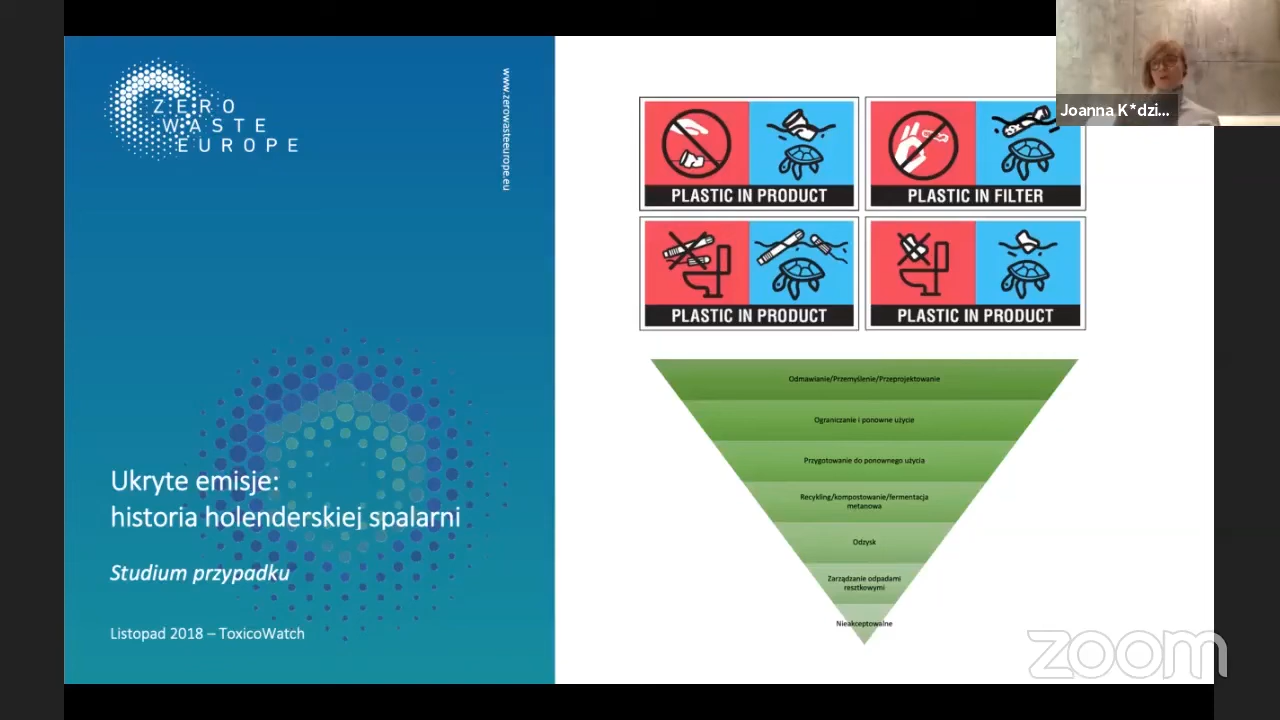 ZERO
WASTE
EUROPE
www.zerowasteeurope.eu
Ukryte emisje:
historia holenderskiej spalarni
Studium przypadku
Listopad 2018 – ToxicoWatch
PLASTIC IN PRODUCT
PLASTIC IN FILTER
PLASTIC IN PRODUCT
PLASTIC IN PRODUCT
Odmawianie/Przemyślenie/Przeprojektowanie
Ograniczanie i ponowne użycie
Przygotowanie do ponownego użycia
Recykling/kompostowanie/fermentacja
metanowa
Odzysk
Zarządzanie odpadami
resztkowymi
Nieakceptowalne
Joanna K*dzi...
zoom